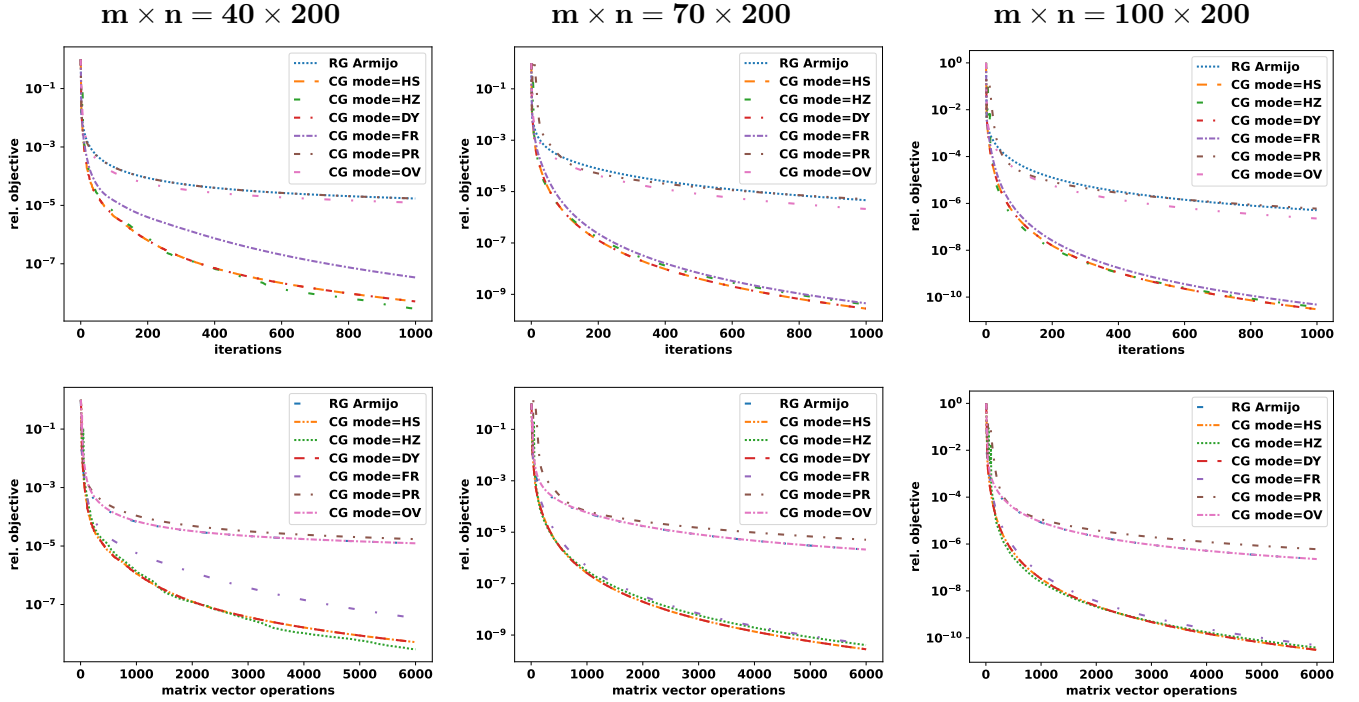 m × n = 40 × 200
m × n = 70 × 200
m × n = 100 × 200
rel. objective
10⁻¹
10⁻³
10⁻⁵
10⁻⁷
RG Armijo
CG mode=HS
CG mode=HZ
CG mode=DY
CG mode=FR
CG mode=PR
CG mode=OV
0 200 400 600 800 1000
iterations
rel. objective
10⁻¹
10⁻³
10⁻⁵
10⁻⁷
10⁻⁹
RG Armijo
CG mode=HS
CG mode=HZ
CG mode=DY
CG mode=FR
CG mode=PR
CG mode=OV
0 200 400 600 800 1000
iterations
rel. objective
10⁰
10⁻²
10⁻⁴
10⁻⁶
10⁻⁸
10⁻¹⁰
RG Armijo
CG mode=HS
CG mode=HZ
CG mode=DY
CG mode=FR
CG mode=PR
CG mode=OV
0 200 400 600 800 1000
iterations
rel. objective
10⁻¹
10⁻³
10⁻⁵
10⁻⁷
RG Armijo
CG mode=HS
CG mode=HZ
CG mode=DY
CG mode=FR
CG mode=PR
CG mode=OV
0 1000 2000 3000 4000 5000 6000
matrix vector operations
rel. objective
10⁻¹
10⁻³
10⁻⁵
10⁻⁷
10⁻⁹
RG Armijo
CG mode=HS
CG mode=HZ
CG mode=DY
CG mode=FR
CG mode=PR
CG mode=OV
0 1000 2000 3000 4000 5000 6000
matrix vector operations
rel. objective
10⁰
10⁻²
10⁻⁴
10⁻⁶
10⁻⁸
10⁻¹⁰
RG Armijo
CG mode=HS
CG mode=HZ
CG mode=DY
CG mode=FR
CG mode=PR
CG mode=OV
0 1000 2000 3000 4000 5000 6000
matrix vector operations